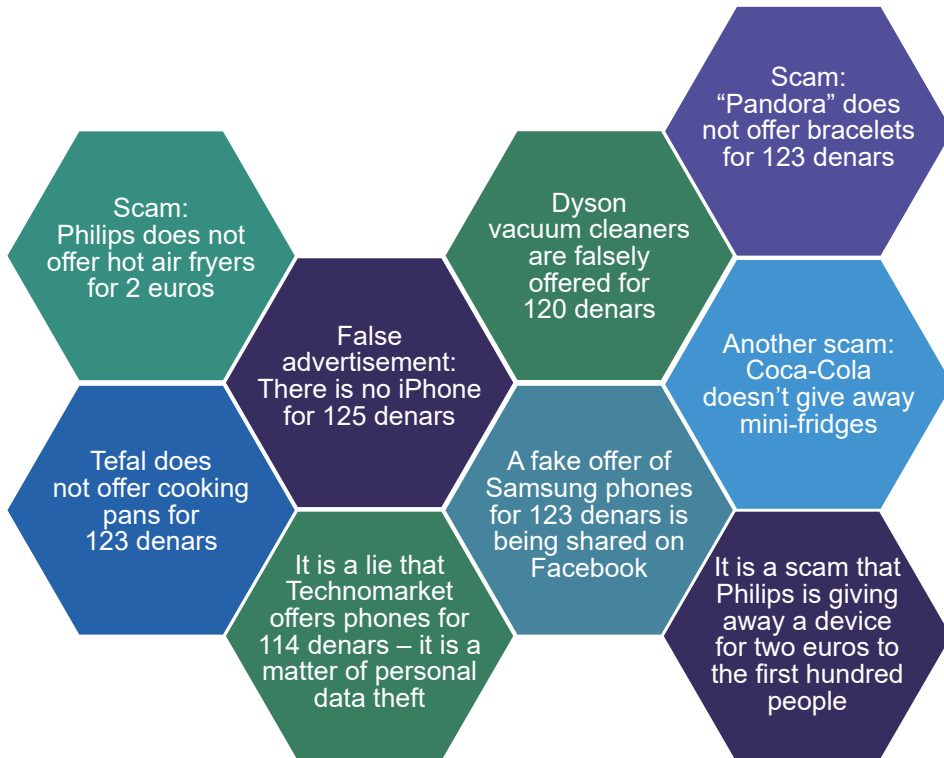 Scam:
“Pandora” does
not offer bracelets
for 123 denars
Scam:
Philips does not
offer hot air fryers
for 2 euros
Dyson
vacuum cleaners
are falsely
offered for
120 denars
False
advertisement:
There is no iPhone
for 125 denars
Another scam:
Coca-Cola
doesn’t give away
mini-fridges
Tefal does
not offer cooking
pans for
123 denars
A fake offer of
Samsung phones
for 123 denars is
being shared on
Facebook
It is a lie that
Technomarket
offers phones for
114 denars – it is a
matter of personal
data theft
It is a scam that
Philips is giving
away a device
for two euros to
the first hundred
people